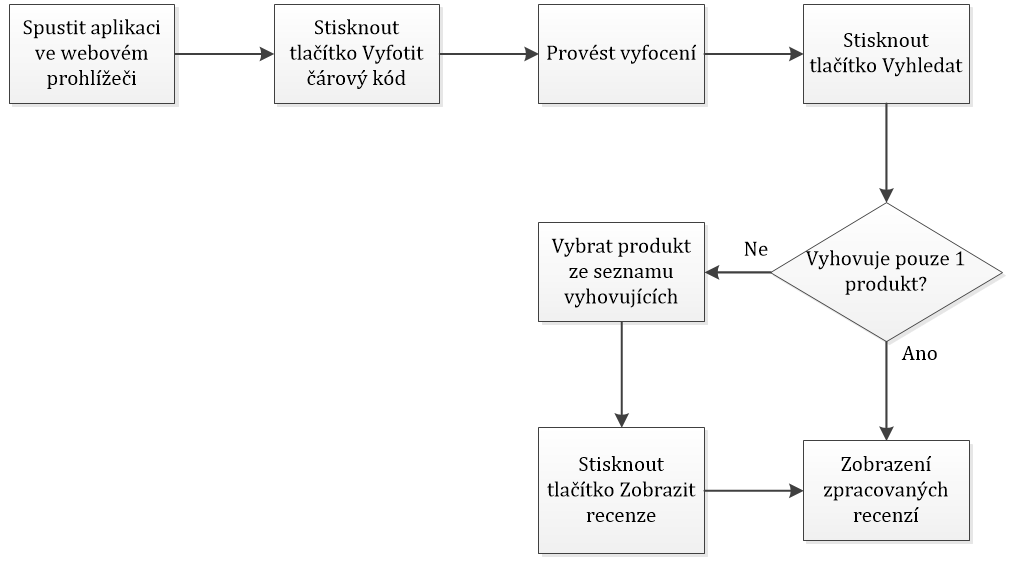 Spustit aplikaci
ve webovém
prohlížeči
Stisknout
tlačítko Vyfotit
čárový kód
Provést vyfocení
Stisknout
tlačítko Vyhledat
Vyhovuje pouze 1
produkt?
Ne
Vybrat produkt
ze seznamu
vyhovujících
Ano
Stisknout
tlačítko Zobrazit
recenze
Zobrazení
zpracovaných
recenzí